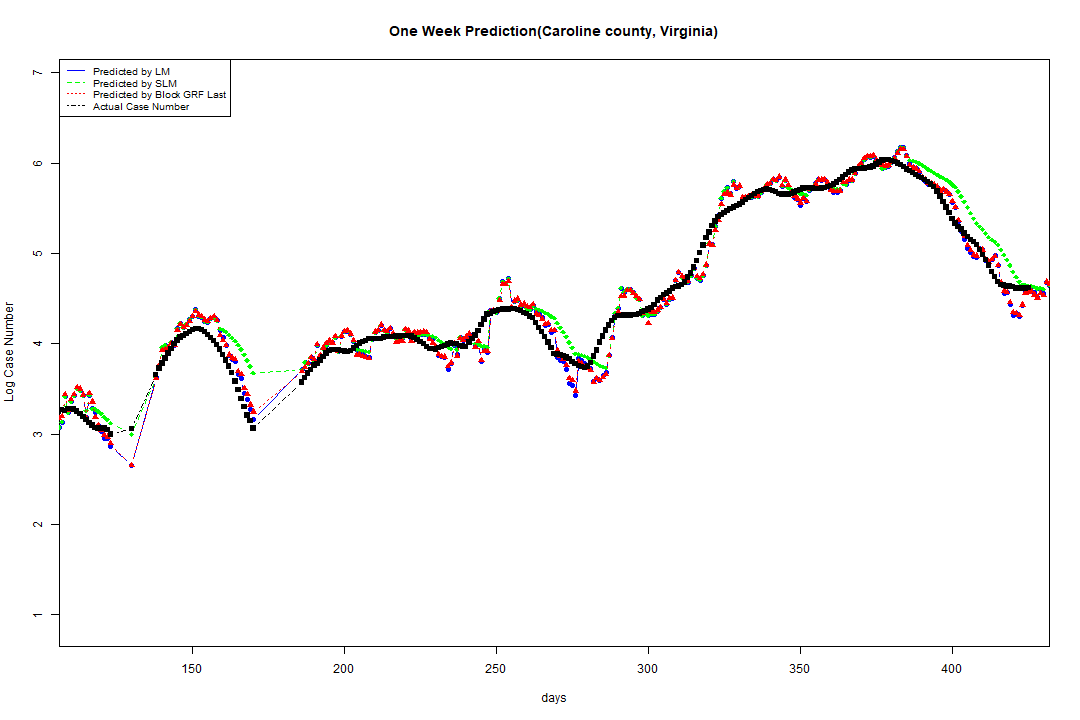 One Week Prediction(Caroline county, Virginia)
Predicted by LM
Predicted by SLM
Predicted by Block GRF Last
Actual Case Number
7
6
5
4
3
2
1
Log Case Number
150 200 250 300 350 400
days